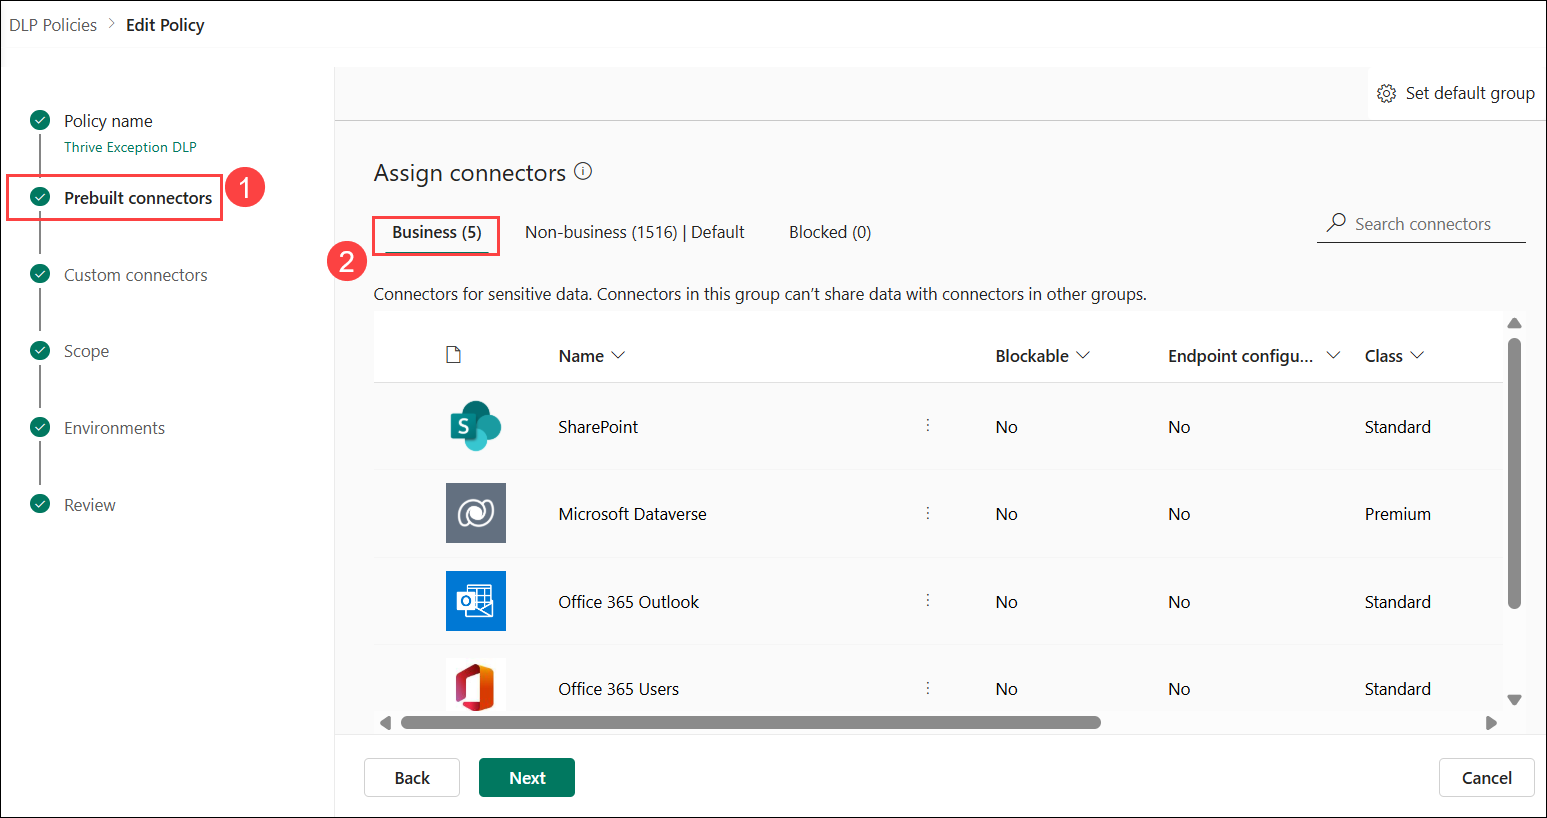 DLP Policies > Edit Policy
Set default group
Policy name
Thrive Exception DLP
Prebuilt connectors
1
Custom connectors
Scope
Environments
Review
Assign connectors
Business (5)
Non-business (1516) | Default
Blocked (0)
2
Search connectors
Connectors for sensitive data. Connectors in this group can't share data with connectors in other groups.
Name Blockable Endpoint configu... Class
SharePoint No No Standard
Microsoft Dataverse No No Premium
Office 365 Outlook No No Standard
Office 365 Users No No Standard
Back Next Cancel